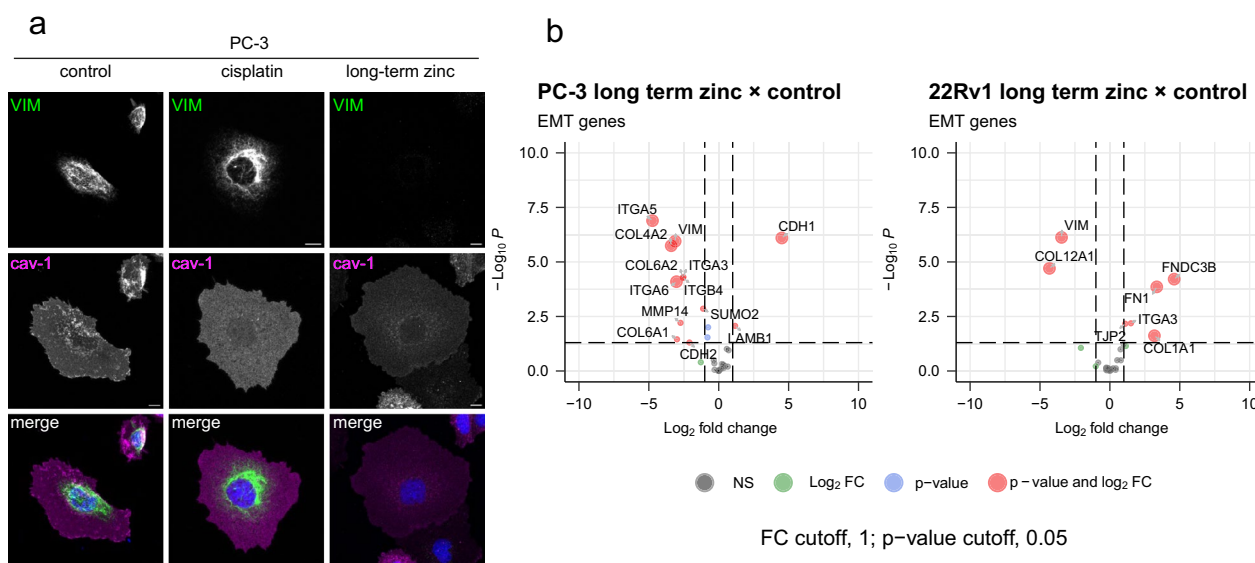 a
PC-3
control
cisplatin
long-term zinc
VIM
VIM
VIM
cav-1
cav-1
cav-1
merge
merge
merge
b
PC-3 long term zinc × control
EMT genes
10.0
7.5
5.0
2.5
0.0
−Log10 P
ITGA5
COL4A2
VIM
CDH1
COL6A2
ITGA3
ITGA6
ITGB4
MMP14
SUMO2
COL6A1
LAMB1
CDH2
−10
−5
0
5
10
Log2 fold change
22Rv1 long term zinc × control
EMT genes
10.0
7.5
5.0
2.5
0.0
−Log10 P
VIM
COL12A1
FNDC3B
FN1
ITGA3
TJP2
COL1A1
−10
−5
0
5
10
Log2 fold change
NS
Log2 FC
p−value
p − value and log2 FC
FC cutoff, 1; p−value cutoff, 0.05